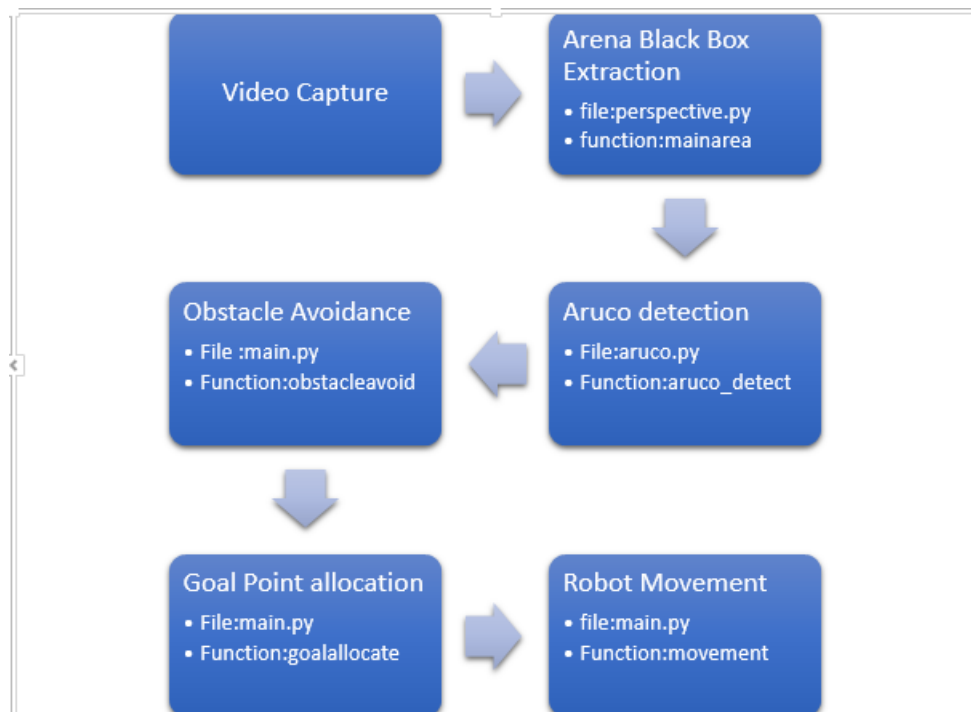 Video Capture
Arena Black Box
Extraction
• file:perspective.py
• function:mainarea
Aruco detection
• File:aruco.py
• Function:aruco_detect
Obstacle Avoidance
• File :main.py
• Function:obstacleavoid
Goal Point allocation
• File:main.py
• Function:goalallocate
Robot Movement
• file:main.py
• Function:movement